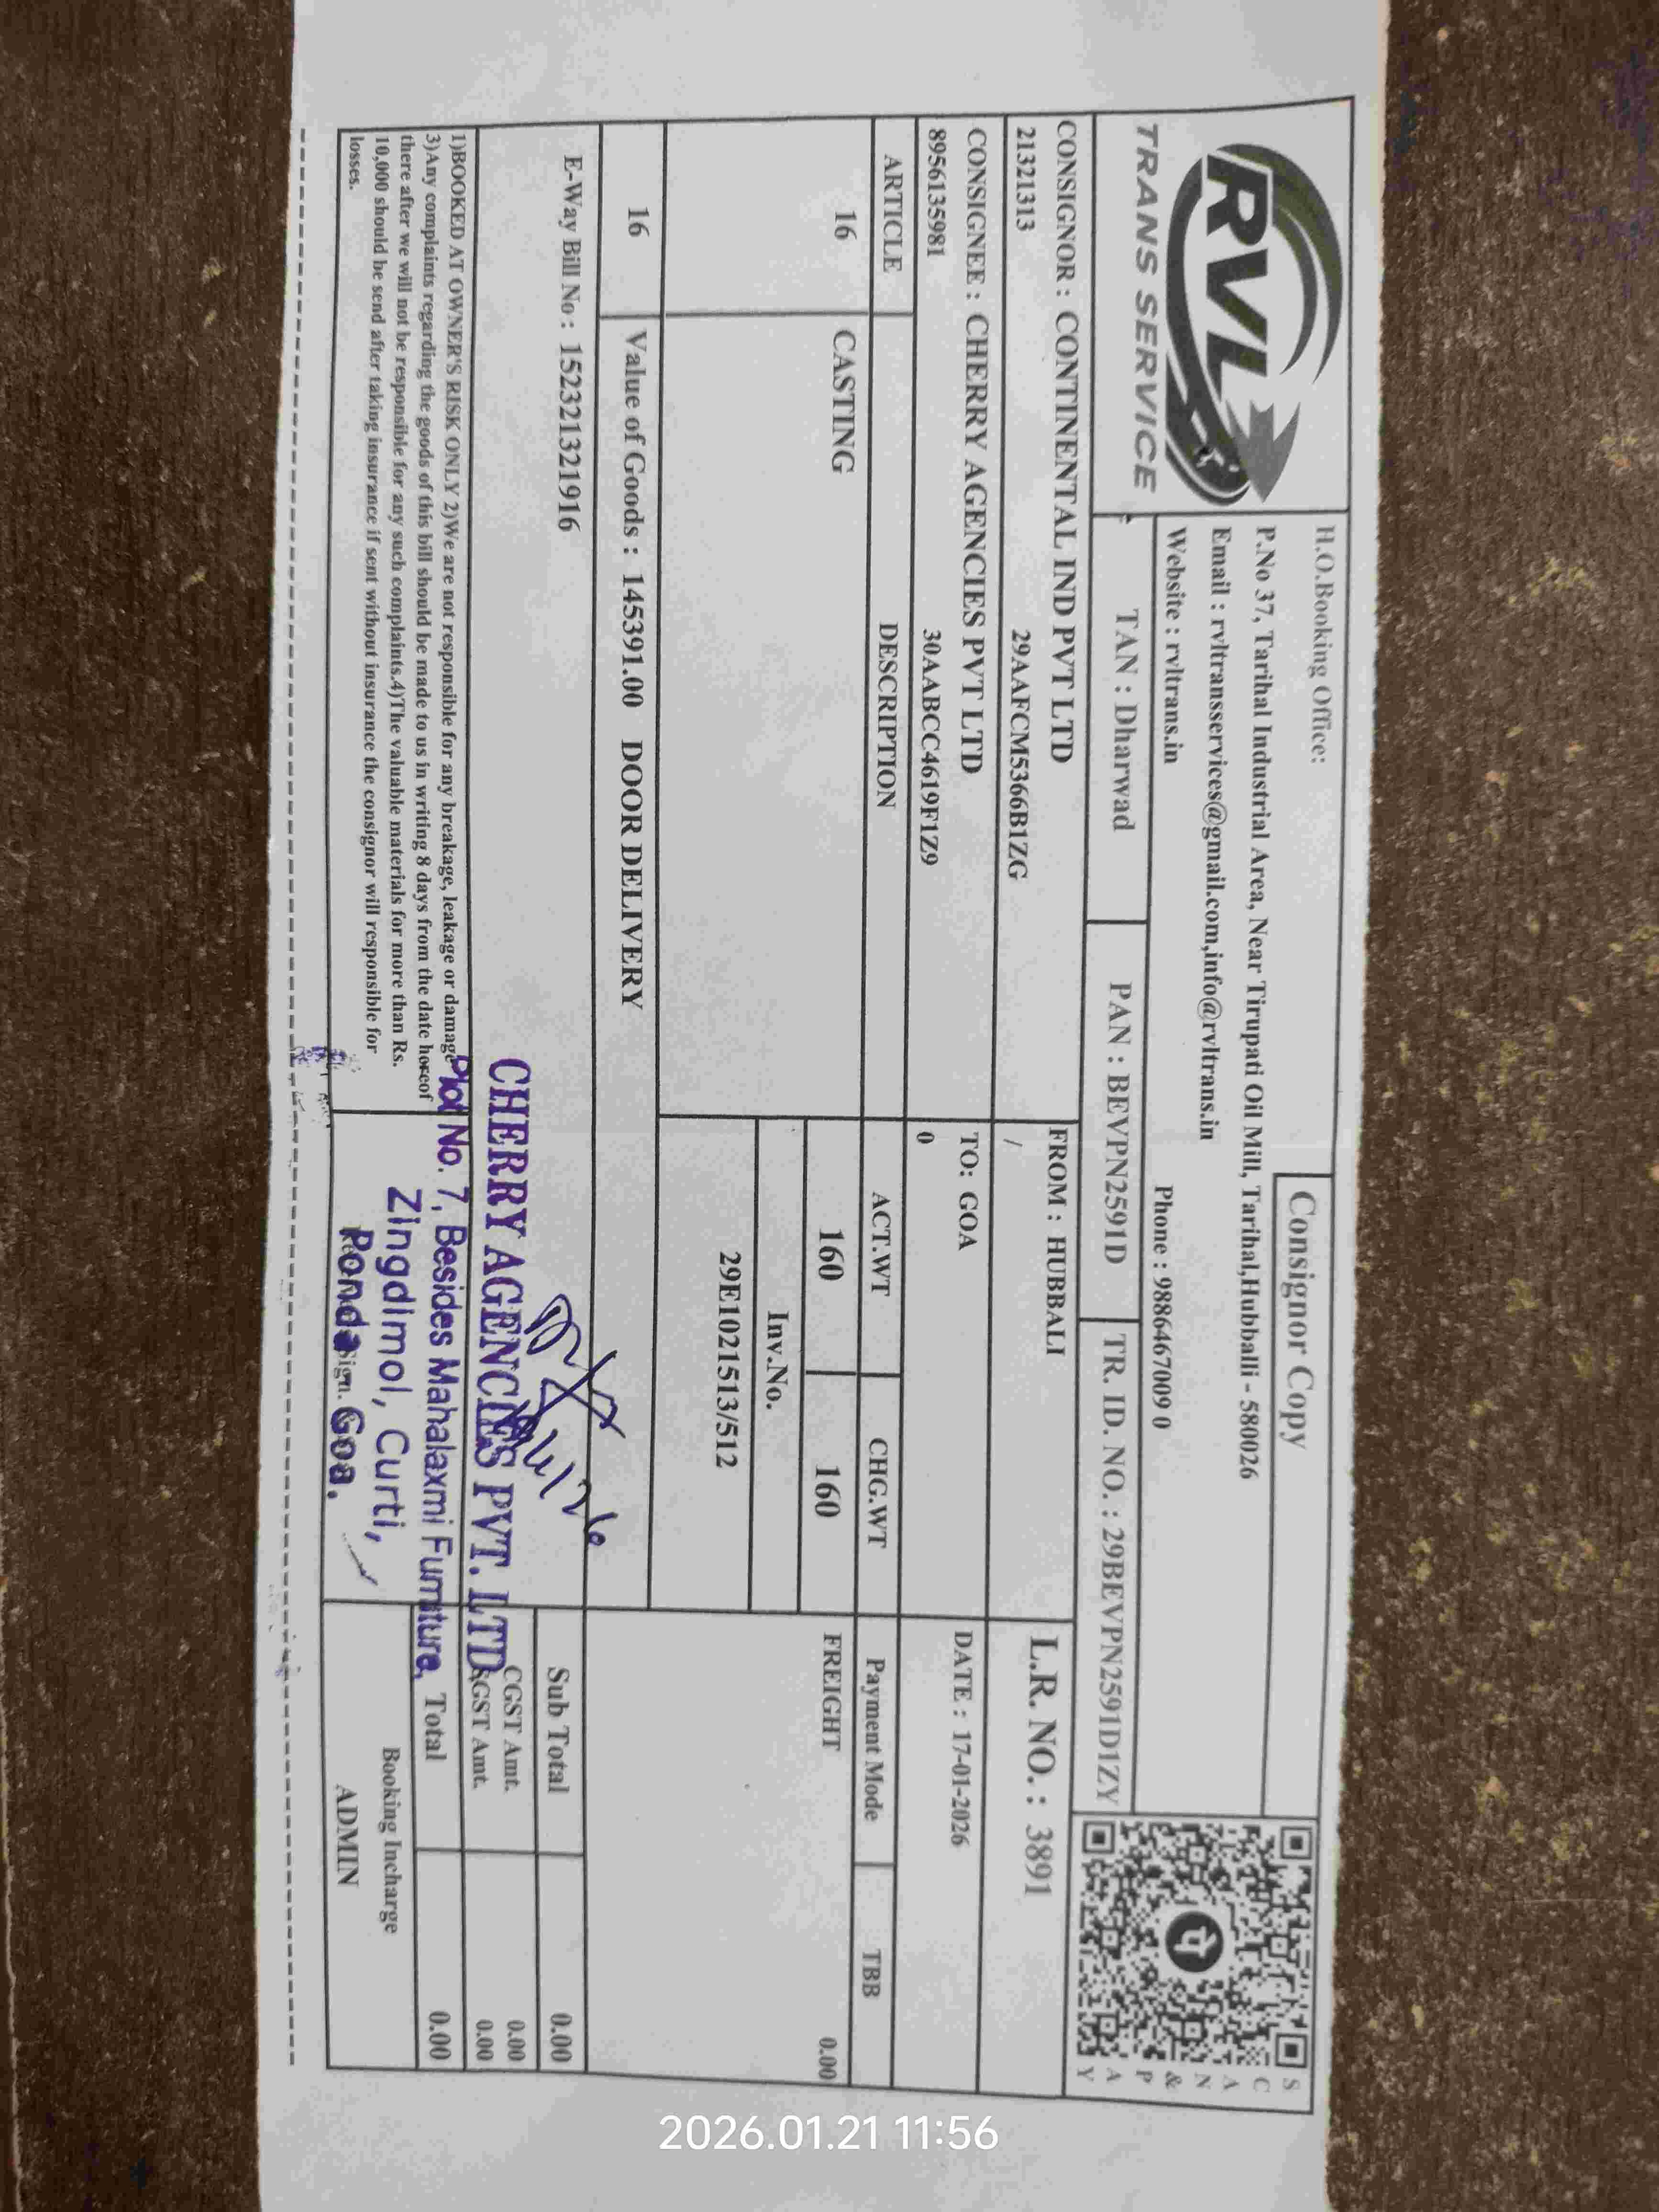 RVL
TRANS SERVICE
H.O.Booking Office:
Consignor Copy
P.No 37, Tarihal Industrial Area, Near Tirupati Oil Mill, Tarihal,Hubballi - 580026
Email : rvltransservices@gmail.com,info@rvltrans.in
Website : rvltrans.in
Phone : 9886467009 0
SCAN & PAY
TAN : Dharwad
PAN : BEVPN2591D
TR. ID. NO. : 29BEVPN2591D1ZY
CONSIGNOR : CONTINENTAL IND PVT LTD
FROM : HUBBALI
L.R. NO. : 3891
21321313
29AAFCM5366B1ZG
/
CONSIGNEE : CHERRY AGENCIES PVT LTD
TO: GOA
DATE : 17-01-2026
8956135981
30AABCC4619F1Z9
0
ARTICLE
DESCRIPTION
ACT.WT
CHG.WT
Payment Mode
TBB
16
CASTING
160
160
FREIGHT
0.00
Inv.No.
29E1021513/512
16
Value of Goods : 145391.00 DOOR DELIVERY
E-Way Bill No : 152321321916
Sub Total
0.00
CGST Amt.
0.00
SGST Amt.
0.00
Total
0.00
1)BOOKED AT OWNER'S RISK ONLY 2)We are not responsible for any breakage, leakage or damage
3)Any complaints regarding the goods of this bill should be made to us in writing 8 days from the date hereof
there after we will not be responsible for any such complaints.4)The valuable materials for more than Rs.
10,000 should be send after taking insurance if sent without insurance the consignor will responsible for
losses.
CHERRY AGENCIES PVT. LTD.
Plot No. 7, Besides Mahalaxmi Furniture,
Zingdimol, Curti,
Ponda Goa.
Sign.
Booking Incharge
ADMIN
2026.01.21 11:56